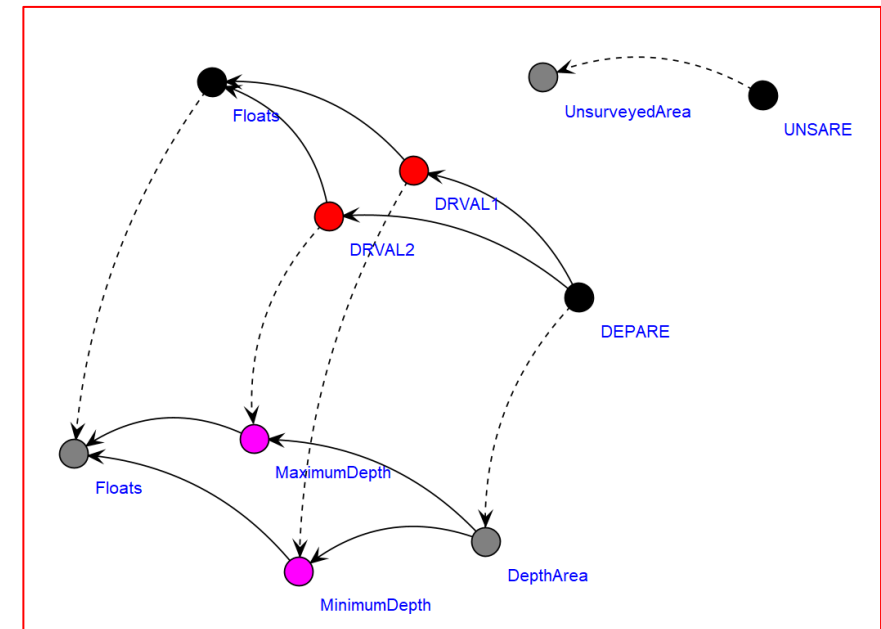 UnsurveyedArea
Floats
UNSARE
DRVAL1
DRVAL2
DEPARE
MaximumDepth
Floats
DepthArea
MinimumDepth